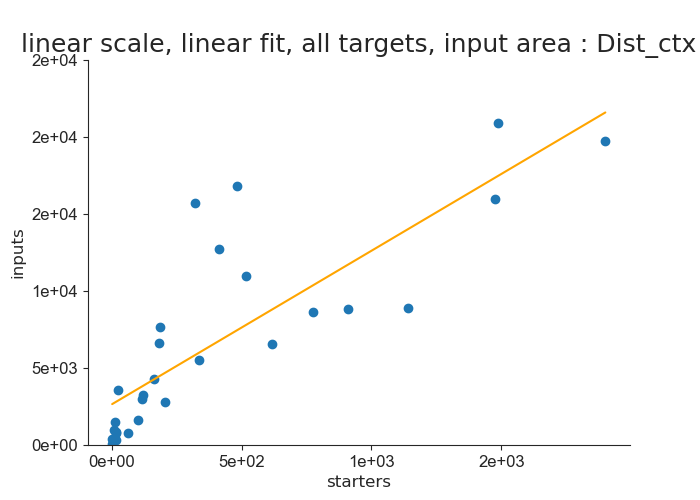 linear scale, linear fit, all targets, input area : Dist_ctx
2e+04
2e+04
2e+04
1e+04
5e+03
0e+00
inputs
0e+00 5e+02 1e+03 2e+03
starters